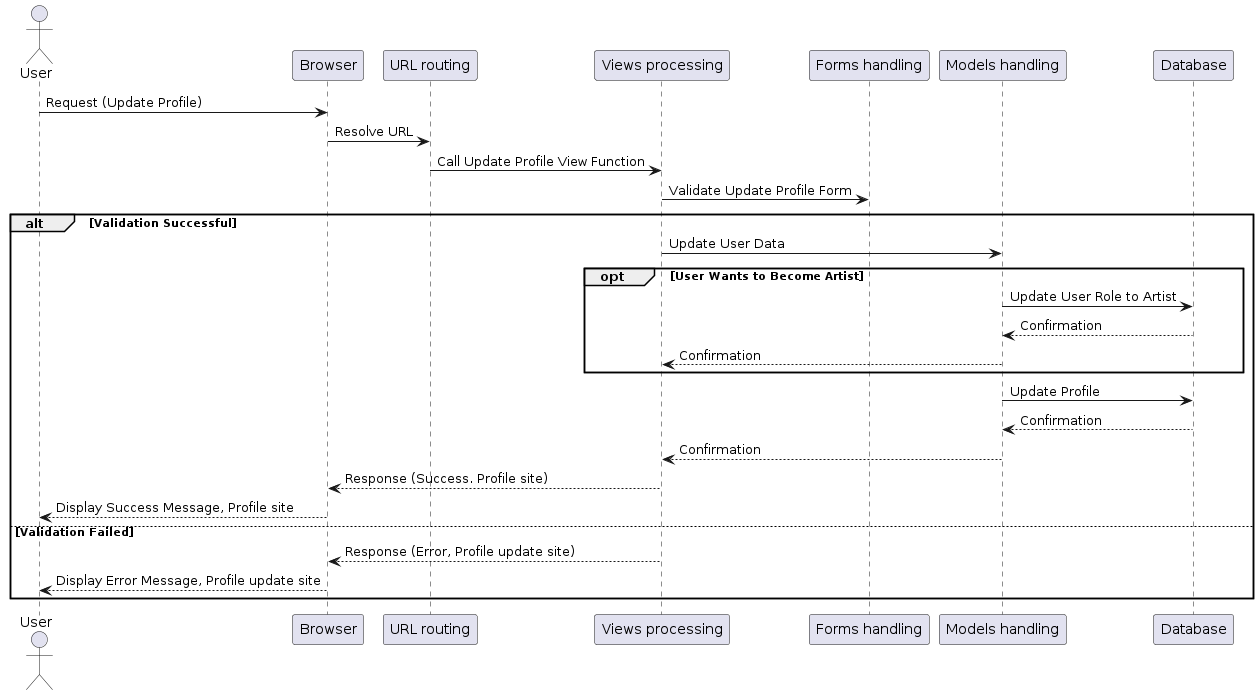 User
Browser
URL routing
Views processing
Forms handling
Models handling
Database
Request (Update Profile)
Resolve URL
Call Update Profile View Function
Validate Update Profile Form
alt
[Validation Successful]
Update User Data
opt
[User Wants to Become Artist]
Update User Role to Artist
Confirmation
Confirmation
Update Profile
Confirmation
Confirmation
Response (Success. Profile site)
Display Success Message, Profile site
[Validation Failed]
Response (Error, Profile update site)
Display Error Message, Profile update site
User
Browser
URL routing
Views processing
Forms handling
Models handling
Database